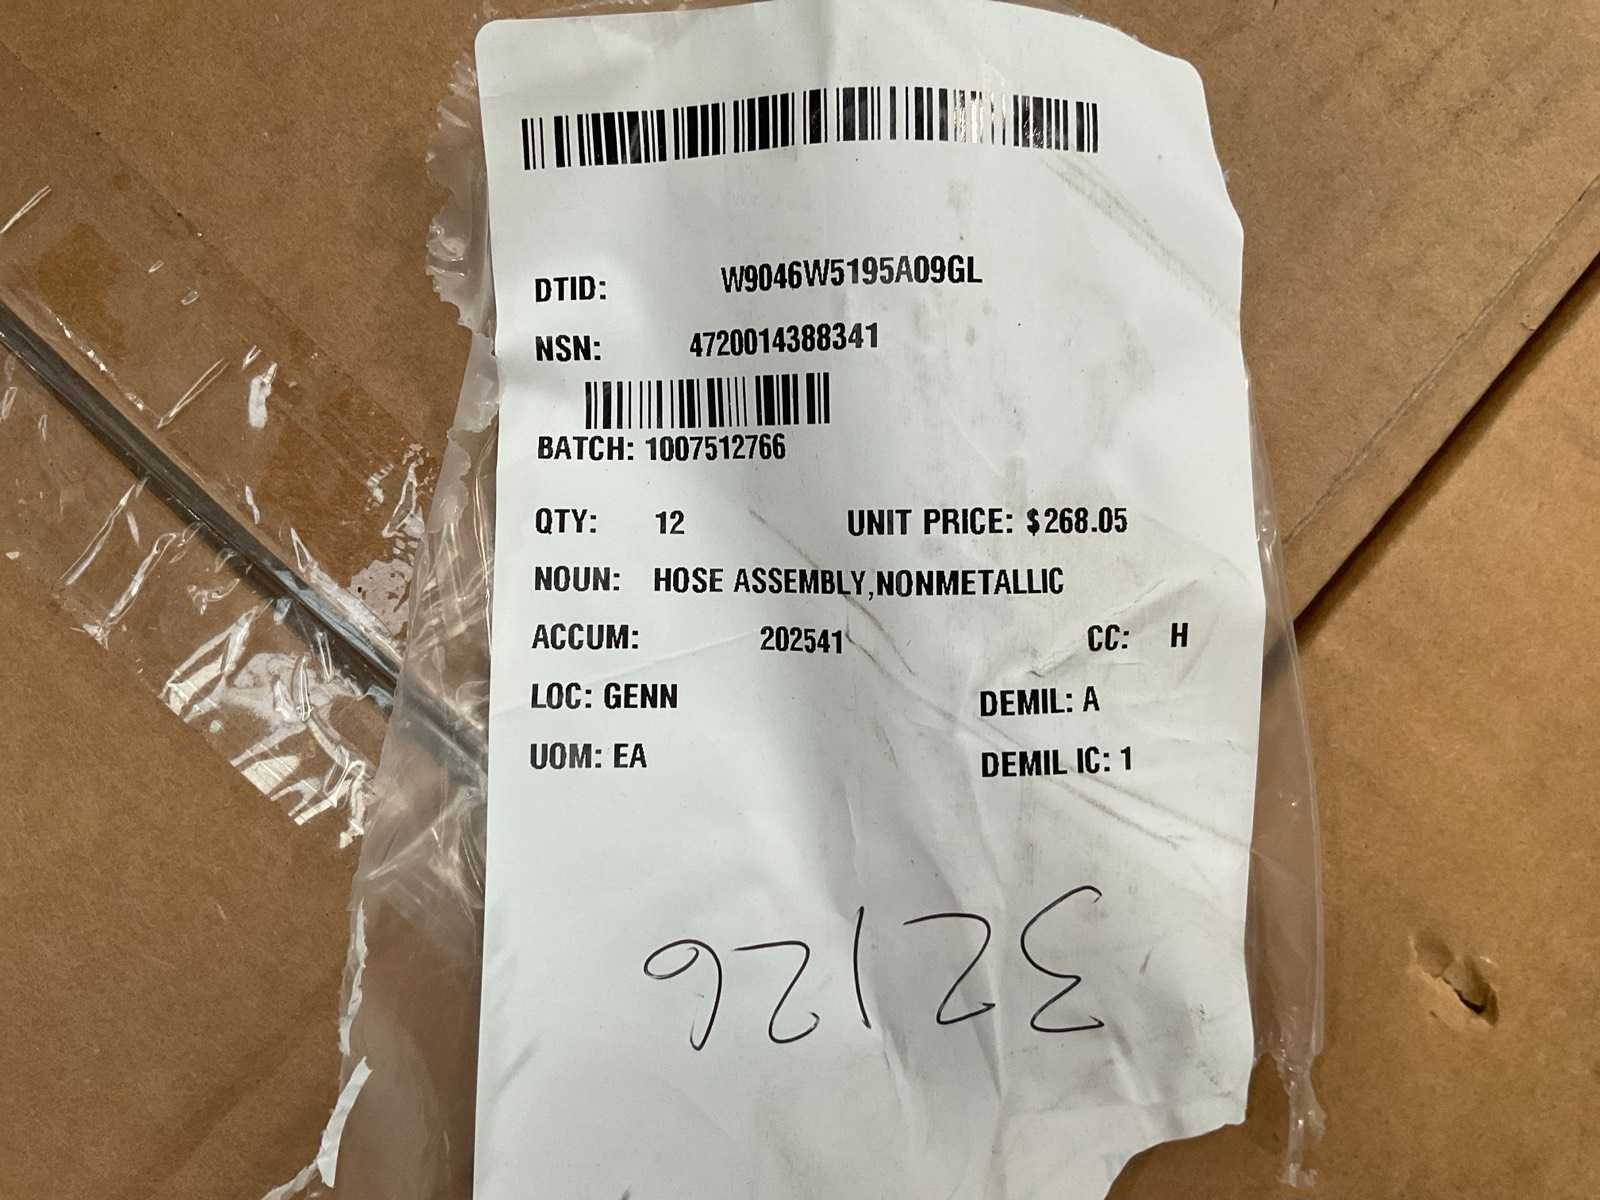 DTID: W9046W5195A09GL
NSN: 4720014388341
BATCH: 1007512766
QTY: 12 UNIT PRICE: $268.05
NOUN: HOSE ASSEMBLY,NONMETALLIC
ACCUM: 202541 CC: H
LOC: GENN DEMIL: A
UOM: EA DEMIL IC: 1
32126